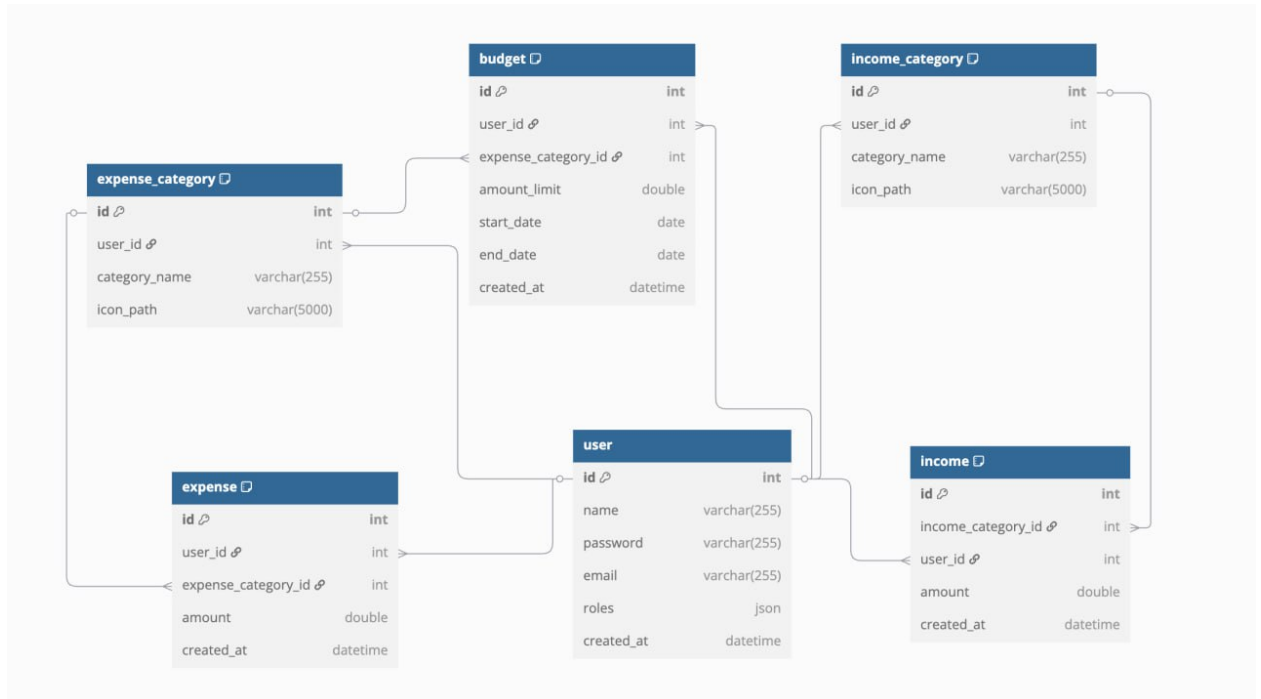 budget
id int
user_id int
expense_category_id int
amount_limit double
start_date date
end_date date
created_at datetime
income_category
id int
user_id int
category_name varchar(255)
icon_path varchar(5000)
expense_category
id int
user_id int
category_name varchar(255)
icon_path varchar(5000)
user
id int
name varchar(255)
password varchar(255)
email varchar(255)
roles json
created_at datetime
income
id int
income_category_id int
user_id int
amount double
created_at datetime
expense
id int
user_id int
expense_category_id int
amount double
created_at datetime